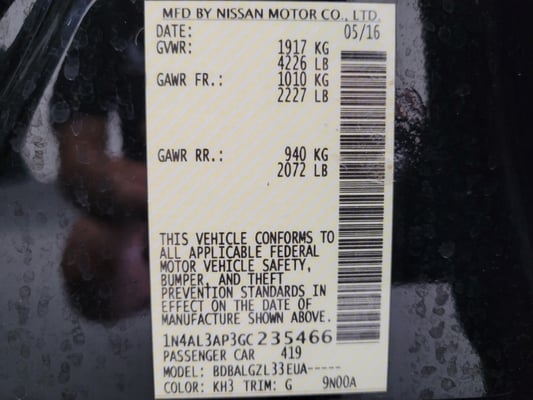 MFD BY NISSAN MOTOR CO., LTD.
DATE: 05/16
GVWR: 1917 KG
4226 LB
GAWR FR.: 1010 KG
2227 LB
GAWR RR.: 940 KG
2072 LB
THIS VEHICLE CONFORMS TO
ALL APPLICABLE FEDERAL
MOTOR VEHICLE SAFETY,
BUMPER, AND THEFT
PREVENTION STANDARDS IN
EFFECT ON THE DATE OF
MANUFACTURE SHOWN ABOVE.
1N4AL3AP3GC235466
PASSENGER CAR 419
MODEL: BDBALGZL33EUA-----
COLOR: KH3 TRIM: G 9N00A